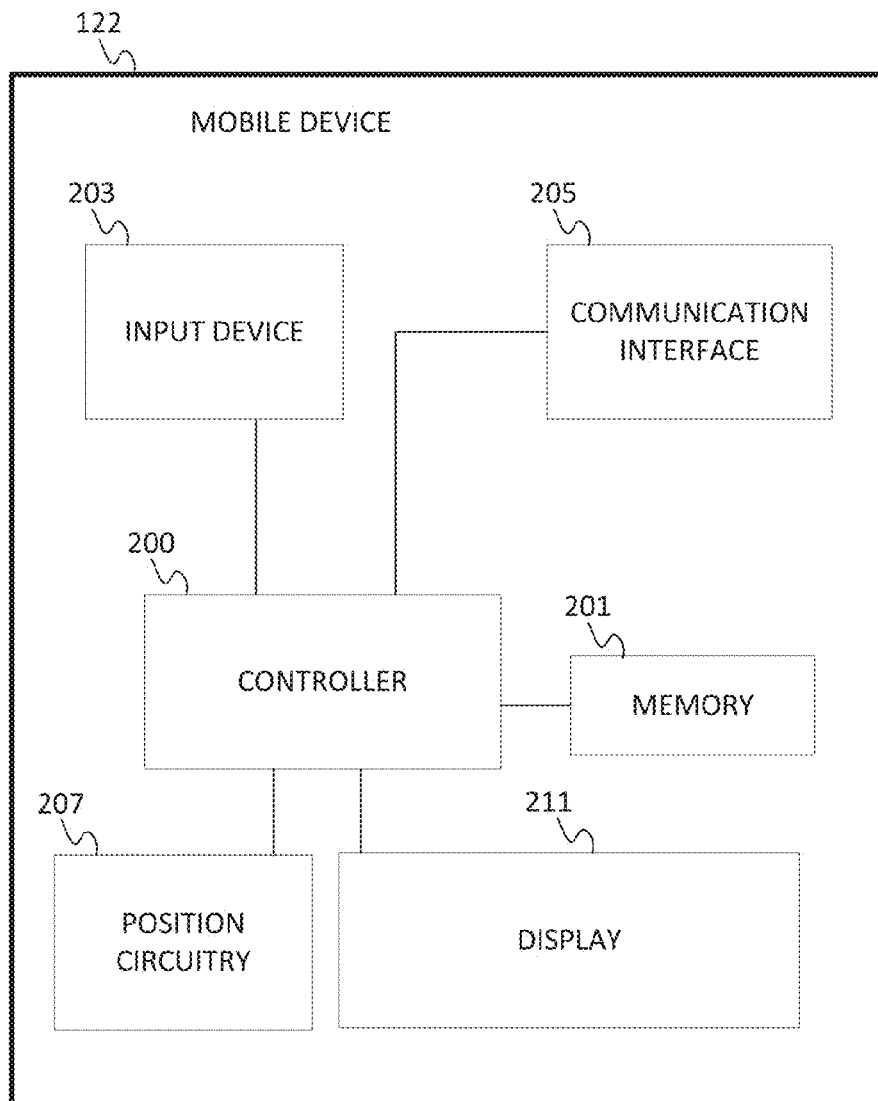 122
MOBILE DEVICE
203
205
INPUT DEVICE
COMMUNICATION
INTERFACE
200
201
CONTROLLER
MEMORY
207
211
POSITION
CIRCUITRY
DISPLAY